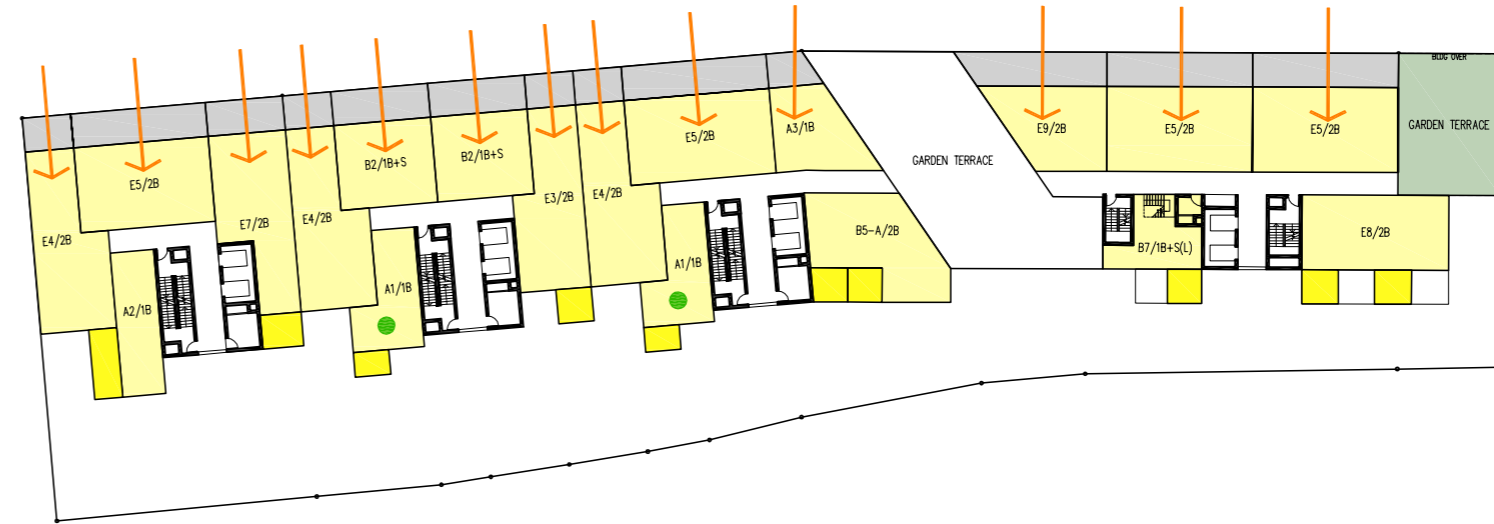 BLDG OVER
E9/2B
E5/2B
E5/2B
GARDEN TERRACE
A3/1B
E5/2B
B2/1B+S
B2/1B+S
GARDEN TERRACE
E5/2B
E3/2B
E4/2B
E4/2B
E7/2B
E4/2B
B5-A/2B
E8/2B
B7/1B+S(L)
A1/1B
A1/1B
A2/1B